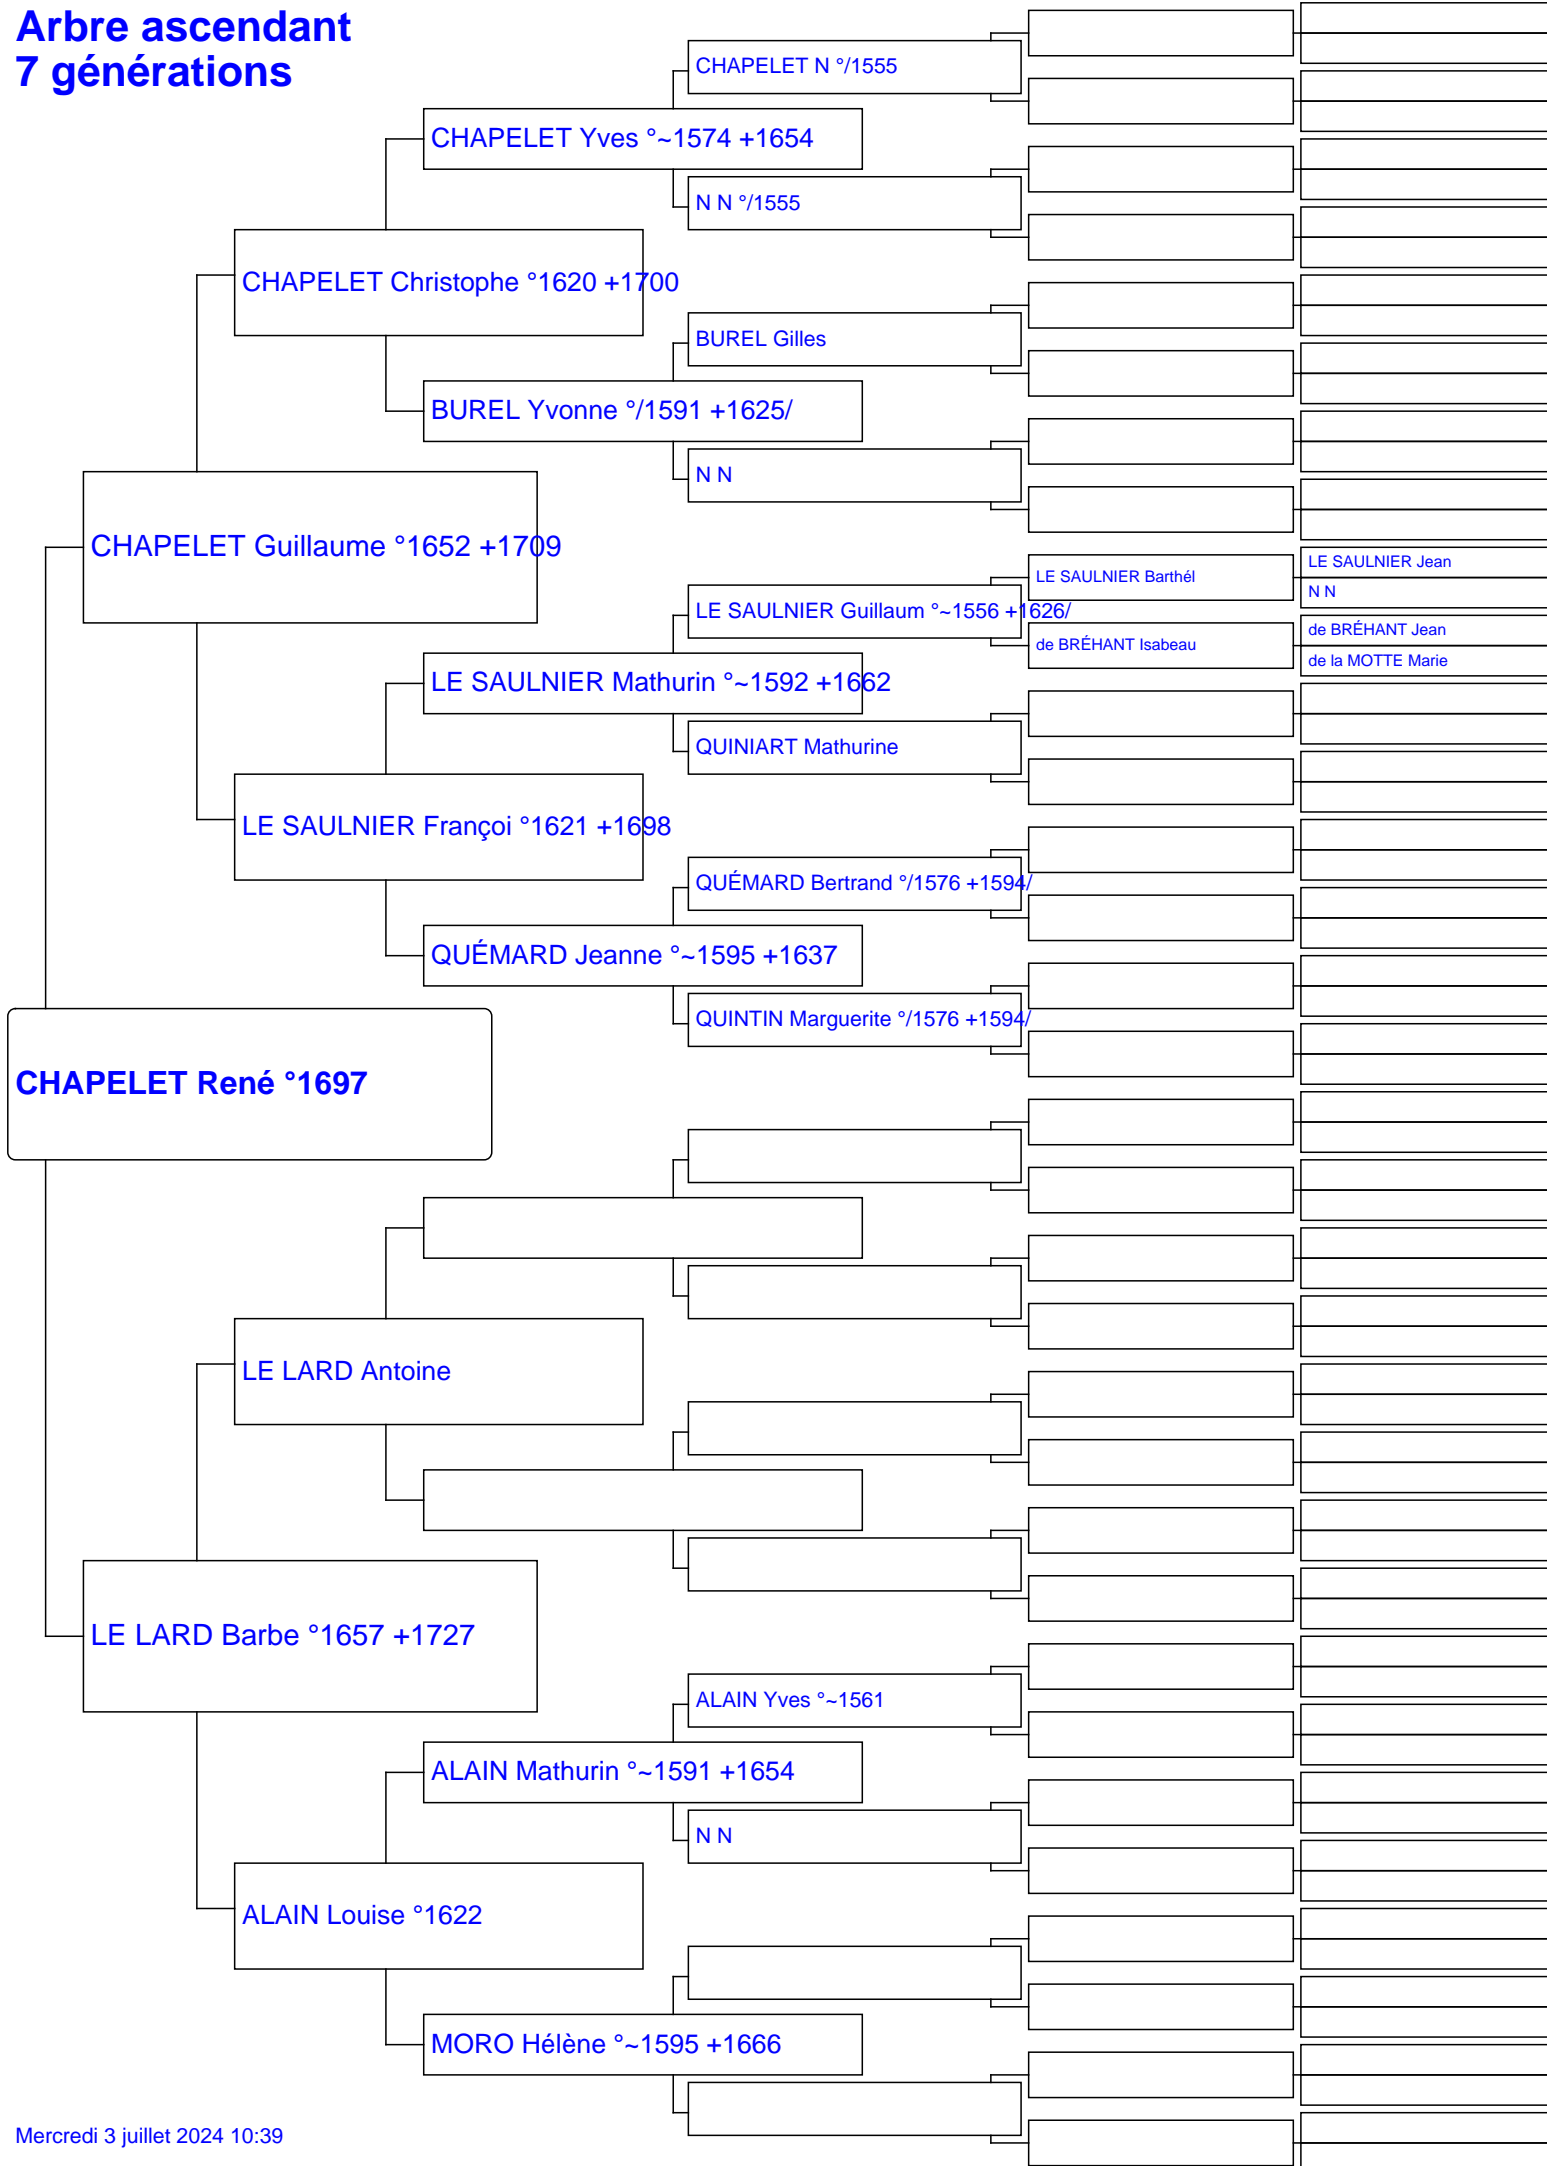 Arbre ascendant
7 générations
CHAPELET N °/1555
CHAPELET Yves °~1574 +1654
N N °/1555
CHAPELET Christophe °1620 +1700
BUREL Gilles
BUREL Yvonne °/1591 +1625/
N N
CHAPELET Guillaume °1652 +1709
LE SAULNIER Jean
LE SAULNIER Barthél
N N
LE SAULNIER Guillaum °~1556 +1626/
de BRÉHANT Jean
de BRÉHANT Isabeau
de la MOTTE Marie
LE SAULNIER Mathurin °~1592 +1662
QUINIART Mathurine
LE SAULNIER Françoi °1621 +1698
QUÉMARD Bertrand °/1576 +1594/
QUÉMARD Jeanne °~1595 +1637
QUINTIN Marguerite °/1576 +1594/
CHAPELET René °1697
LE LARD Antoine
LE LARD Barbe °1657 +1727
ALAIN Yves °~1561
ALAIN Mathurin °~1591 +1654
N N
ALAIN Louise °1622
MORO Hélène °~1595 +1666
Mercredi 3 juillet 2024 10:39